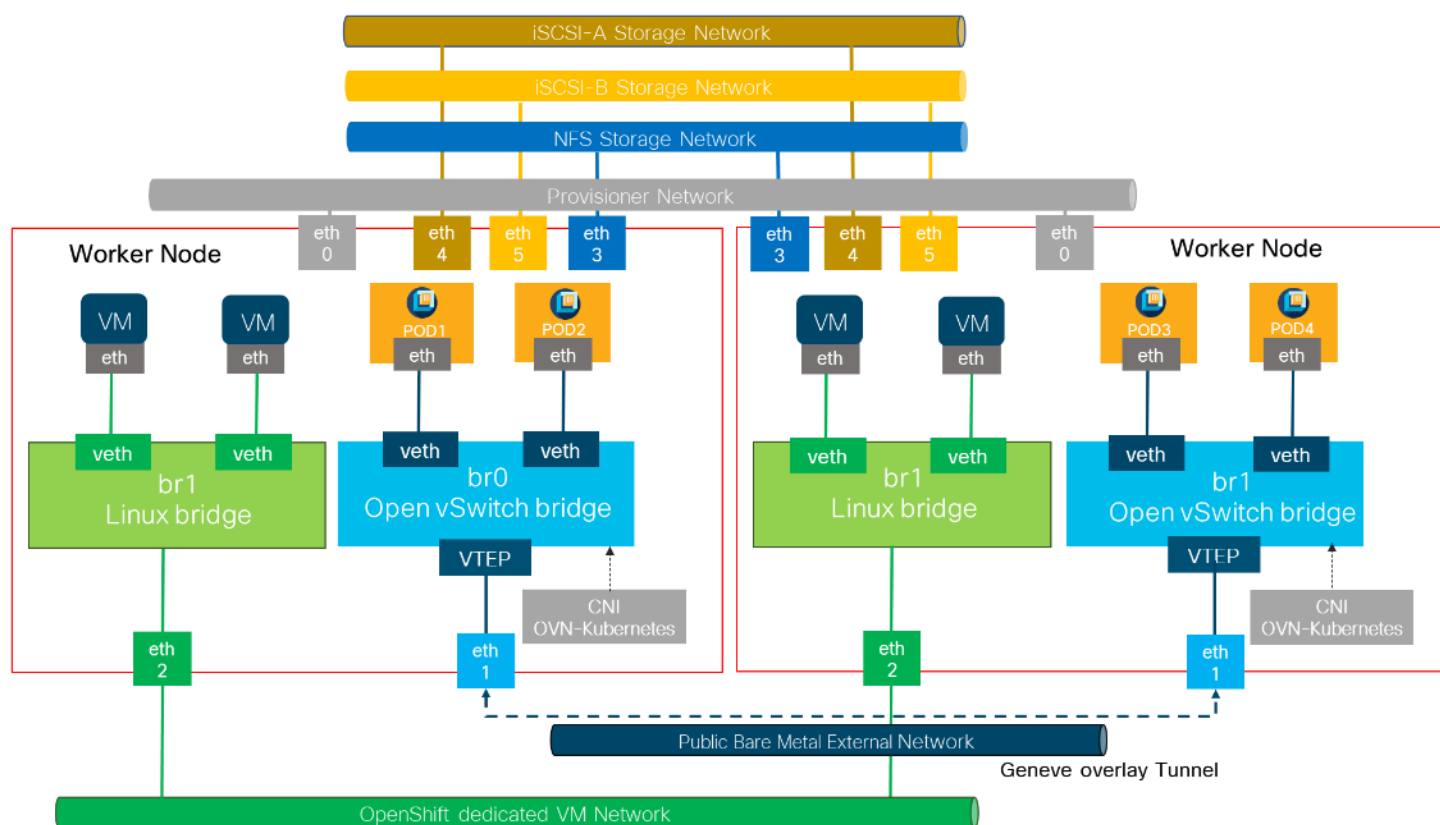 iSCSI-A Storage Network
iSCSI-B Storage Network
NFS Storage Network
Provisioner Network
eth
0
eth
4
eth
5
eth
3
eth
3
eth
4
eth
5
eth
0
Worker Node
Worker Node
VM
eth
VM
eth
POD1
eth
POD2
eth
VM
eth
VM
eth
POD3
eth
POD4
eth
veth
veth
veth
veth
veth
veth
veth
veth
br1
Linux bridge
br0
Open vSwitch bridge
br1
Linux bridge
br1
Open vSwitch bridge
VTEP
VTEP
CNI
OVN-Kubernetes
CNI
OVN-Kubernetes
eth
2
eth
1
eth
2
eth
1
Public Bare Metal External Network
Geneve overlay Tunnel
OpenShift dedicated VM Network